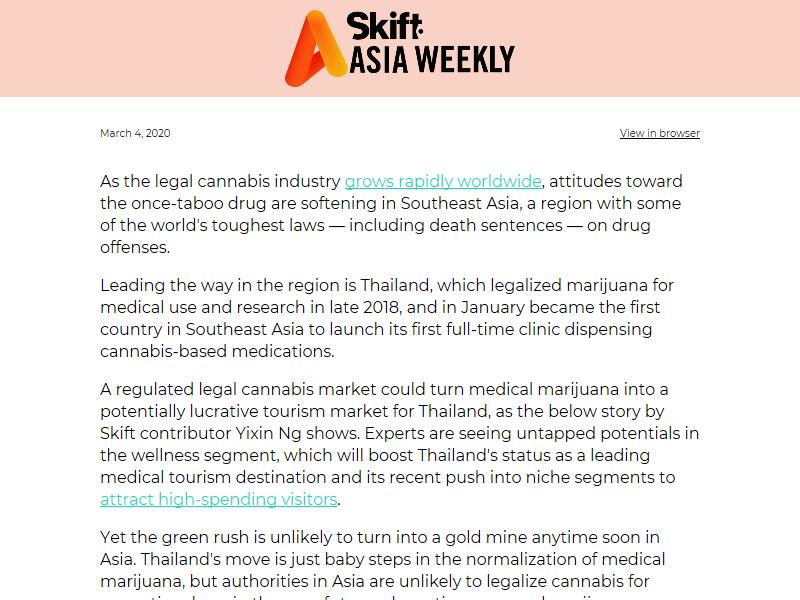 Skift
ASIA WEEKLY
March 4, 2020
View in browser
As the legal cannabis industry grows rapidly worldwide, attitudes toward
the once-taboo drug are softening in Southeast Asia, a region with some
of the world's toughest laws — including death sentences — on drug
offenses.
Leading the way in the region is Thailand, which legalized marijuana for
medical use and research in late 2018, and in January became the first
country in Southeast Asia to launch its first full-time clinic dispensing
cannabis-based medications.
A regulated legal cannabis market could turn medical marijuana into a
potentially lucrative tourism market for Thailand, as the below story by
Skift contributor Yixin Ng shows. Experts are seeing untapped potentials in
the wellness segment, which will boost Thailand's status as a leading
medical tourism destination and its recent push into niche segments to
attract high-spending visitors.
Yet the green rush is unlikely to turn into a gold mine anytime soon in
Asia. Thailand's move is just baby steps in the normalization of medical
marijuana, but authorities in Asia are unlikely to legalize cannabis for